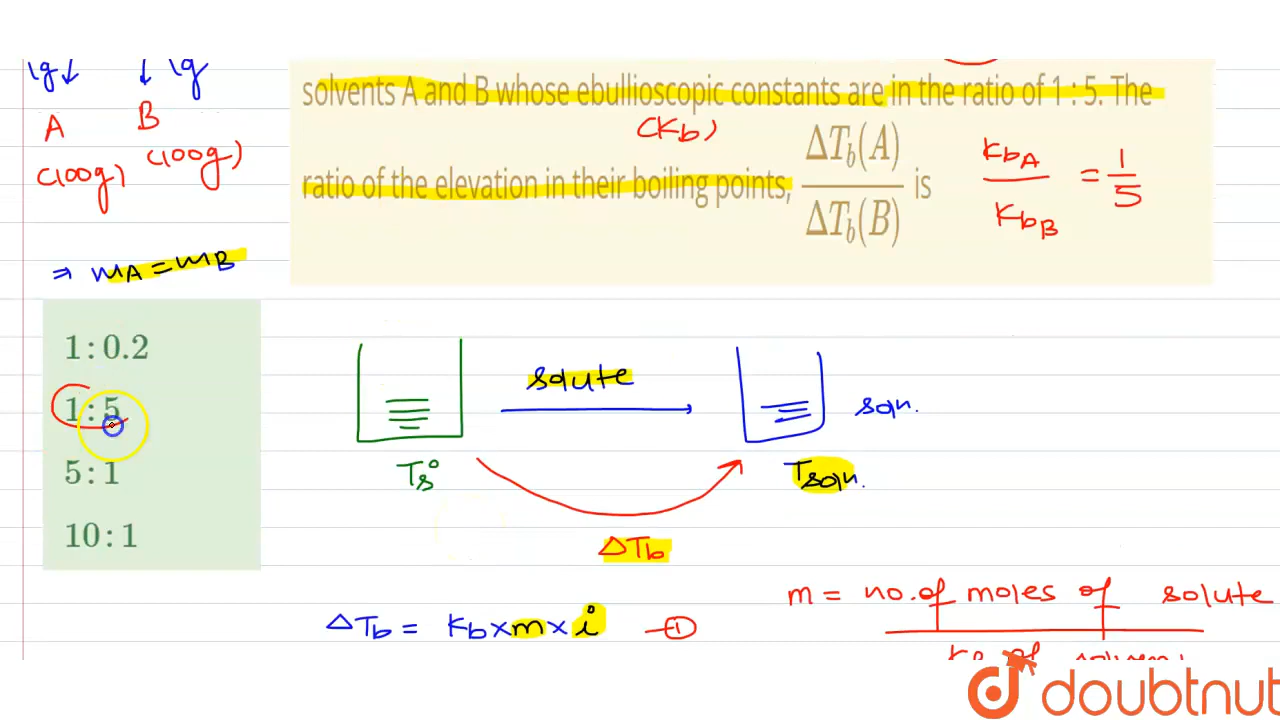 1g ↓ ↓ 1g
A B
(100g) (100g)
⇒ mA = mB
solvents A and B whose ebullioscopic constants are in the ratio of 1 : 5. The
(Kb)
ratio of the elevation in their boiling points, ΔTb(A)/ΔTb(B) is
KbA/KbB = 1/5
1 : 0.2
1 : 5
5 : 1
10 : 1
solute
soln.
Ts°
Tsoln.
ΔTb
ΔTb = Kb × m × i —①
m = no. of moles of solute
doubtnut